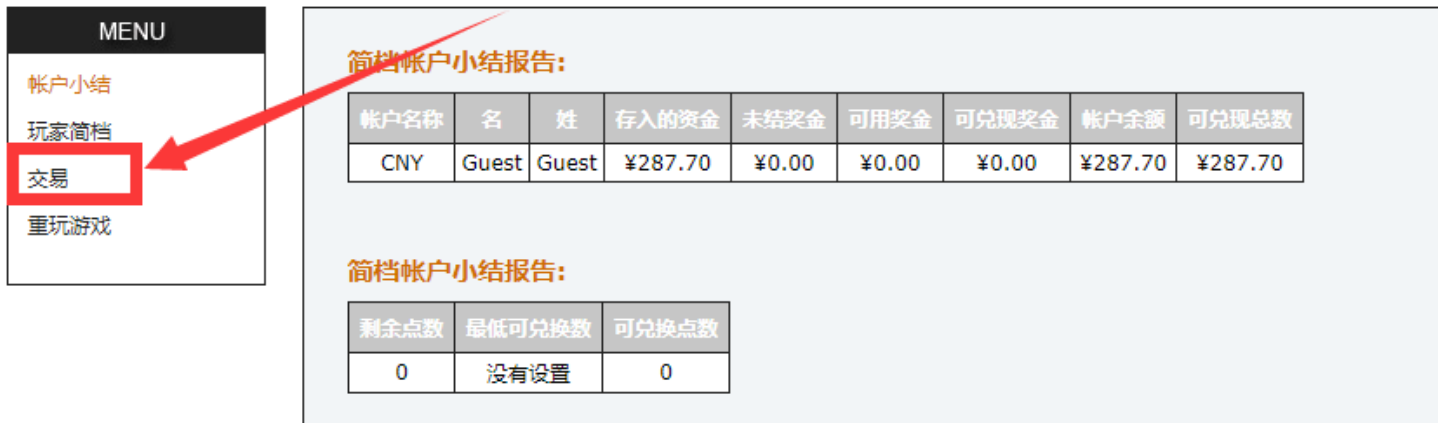 MENU
帐户小结
玩家简档
交易
重玩游戏
简档帐户小结报告:
帐户名称 名 姓 存入的资金 未结奖金 可用奖金 可兑现奖金 帐户余额 可兑现总数
CNY Guest Guest ¥287.70 ¥0.00 ¥0.00 ¥0.00 ¥287.70 ¥287.70
简档帐户小结报告:
剩余点数 最低可兑换数 可兑换点数
0 没有设置 0